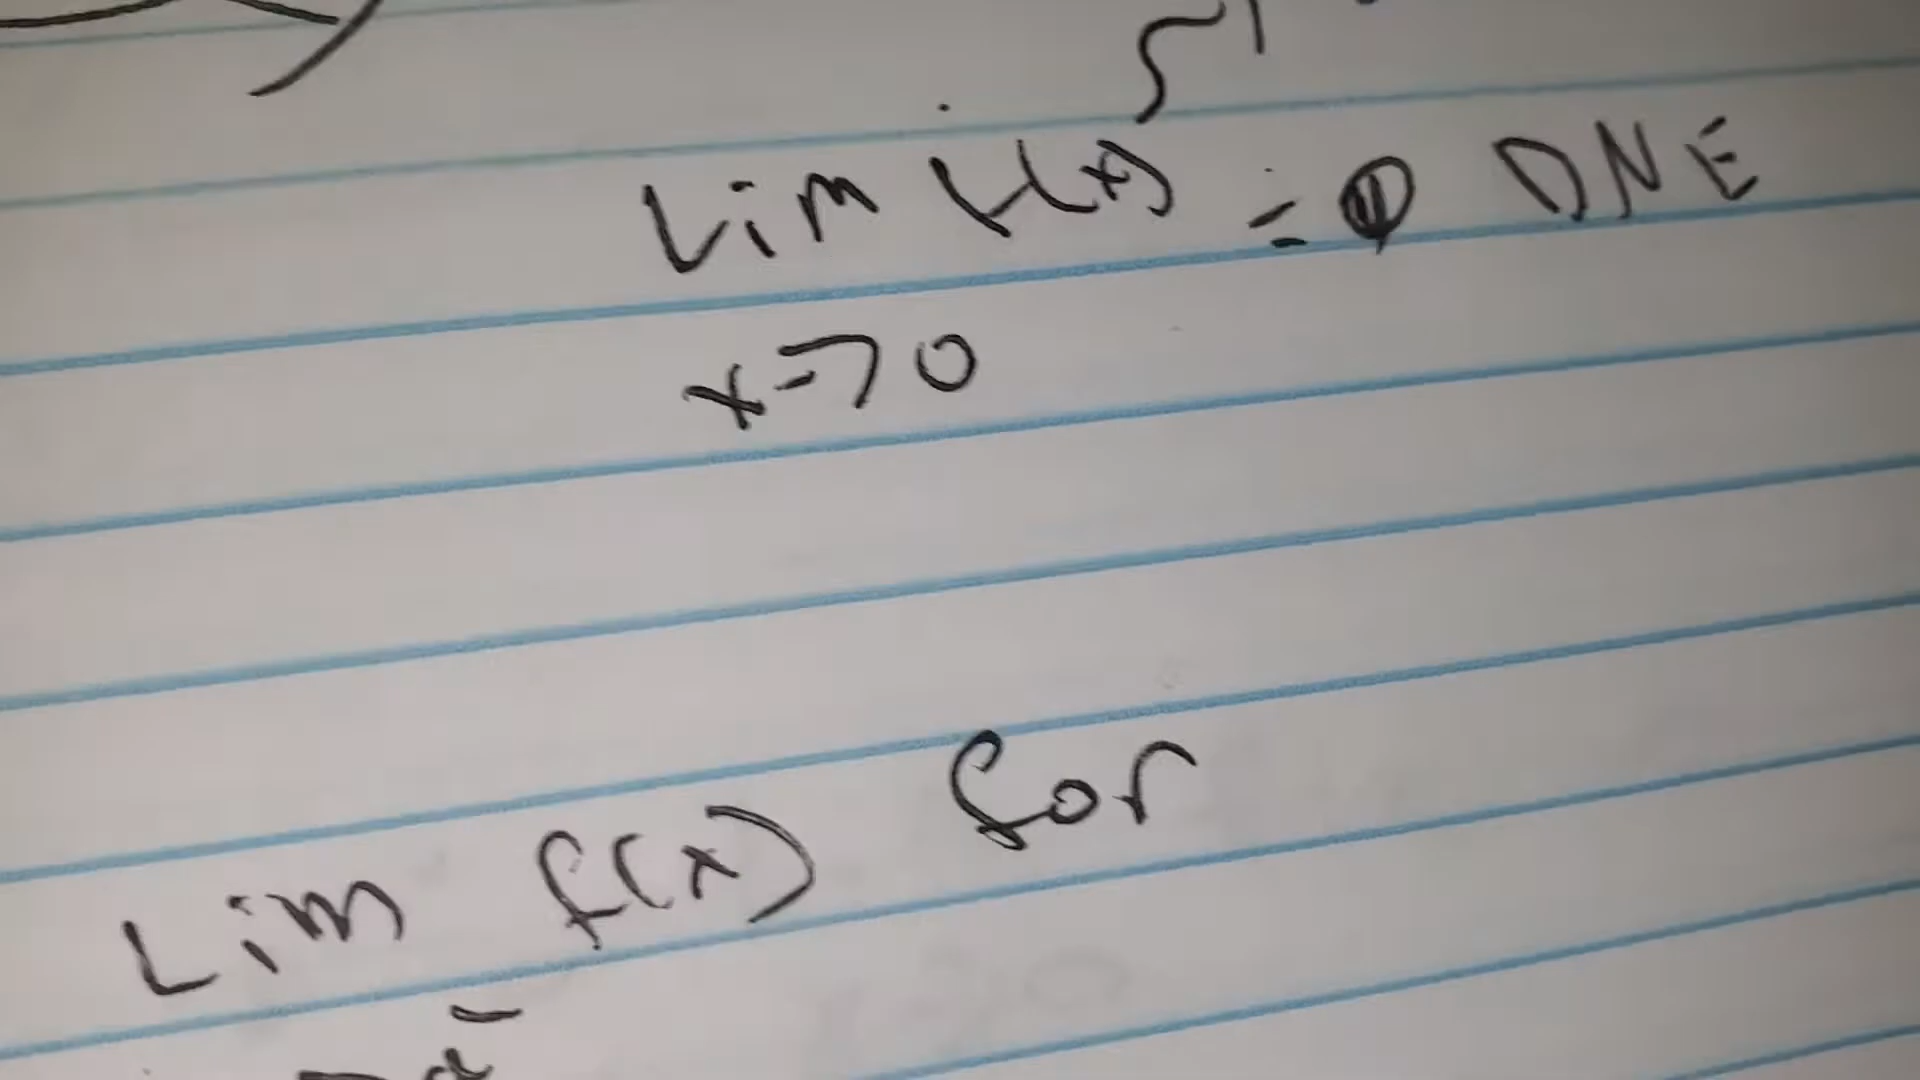 Lim f(x) = DNE
x→0
Lim f(x) for